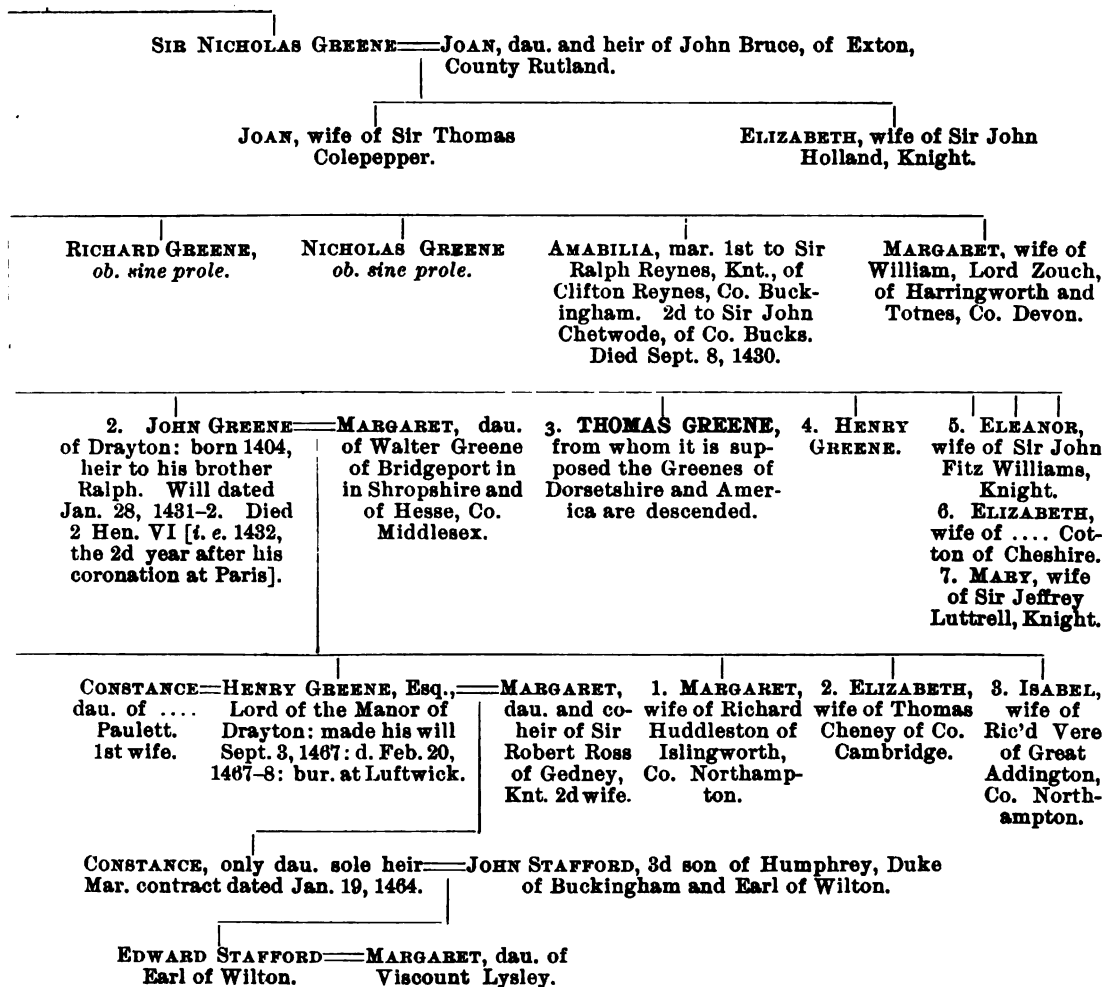 SIR NICHOLAS GREENE══JOAN, dau. and heir of John Bruce, of Exton,
County Rutland.
JOAN, wife of Sir Thomas
Colepepper.
ELIZABETH, wife of Sir John
Holland, Knight.
RICHARD GREENE,
ob. sine prole.
NICHOLAS GREENE
ob. sine prole.
AMABILIA, mar. 1st to Sir
Ralph Reynes, Knt., of
Clifton Reynes, Co. Buck-
ingham. 2d to Sir John
Chetwode, of Co. Bucks.
Died Sept. 8, 1430.
MARGARET, wife of
William, Lord Zouch,
of Harringworth and
Totnes, Co. Devon.
2. JOHN GREENE══
of Drayton: born 1404,
heir to his brother
Ralph. Will dated
Jan. 28, 1431–2. Died
2 Hen. VI [i. e. 1432,
the 2d year after his
coronation at Paris].
MARGARET, dau.
of Walter Greene
of Bridgeport in
in Shropshire and
of Hesse, Co.
Middlesex.
3. THOMAS GREENE,
from whom it is sup-
posed the Greenes of
Dorsetshire and Amer-
ica are descended.
4. HENRY
GREENE.
5. ELEANOR,
wife of Sir John
Fitz Williams,
Knight.
6. ELIZABETH,
wife of .... Cot-
ton of Cheshire.
7. MARY, wife
of Sir Jeffrey
Luttrell, Knight.
CONSTANCE══
dau. of ....
Paulett.
1st wife.
HENRY GREENE, Esq.,══
Lord of the Manor of
Drayton: made his will
Sept. 3, 1467: d. Feb. 20,
1467–8: bur. at Luftwick.
MARGARET,
dau. and co-
heir of Sir
Robert Ross
of Gedney,
Knt. 2d wife.
1. MARGARET,
wife of Richard
Huddleston of
Islingworth,
Co. Northamp-
ton.
2. ELIZABETH,
wife of Thomas
Cheney of Co.
Cambridge.
3. ISABEL,
wife of
Ric'd Vere
of Great
Addington,
Co. North-
ampton.
CONSTANCE, only dau. sole heir══
Mar. contract dated Jan. 19, 1464.
JOHN STAFFORD, 3d son of Humphrey, Duke
of Buckingham and Earl of Wilton.
EDWARD STAFFORD══
Earl of Wilton.
MARGARET, dau. of
Viscount Lysley.